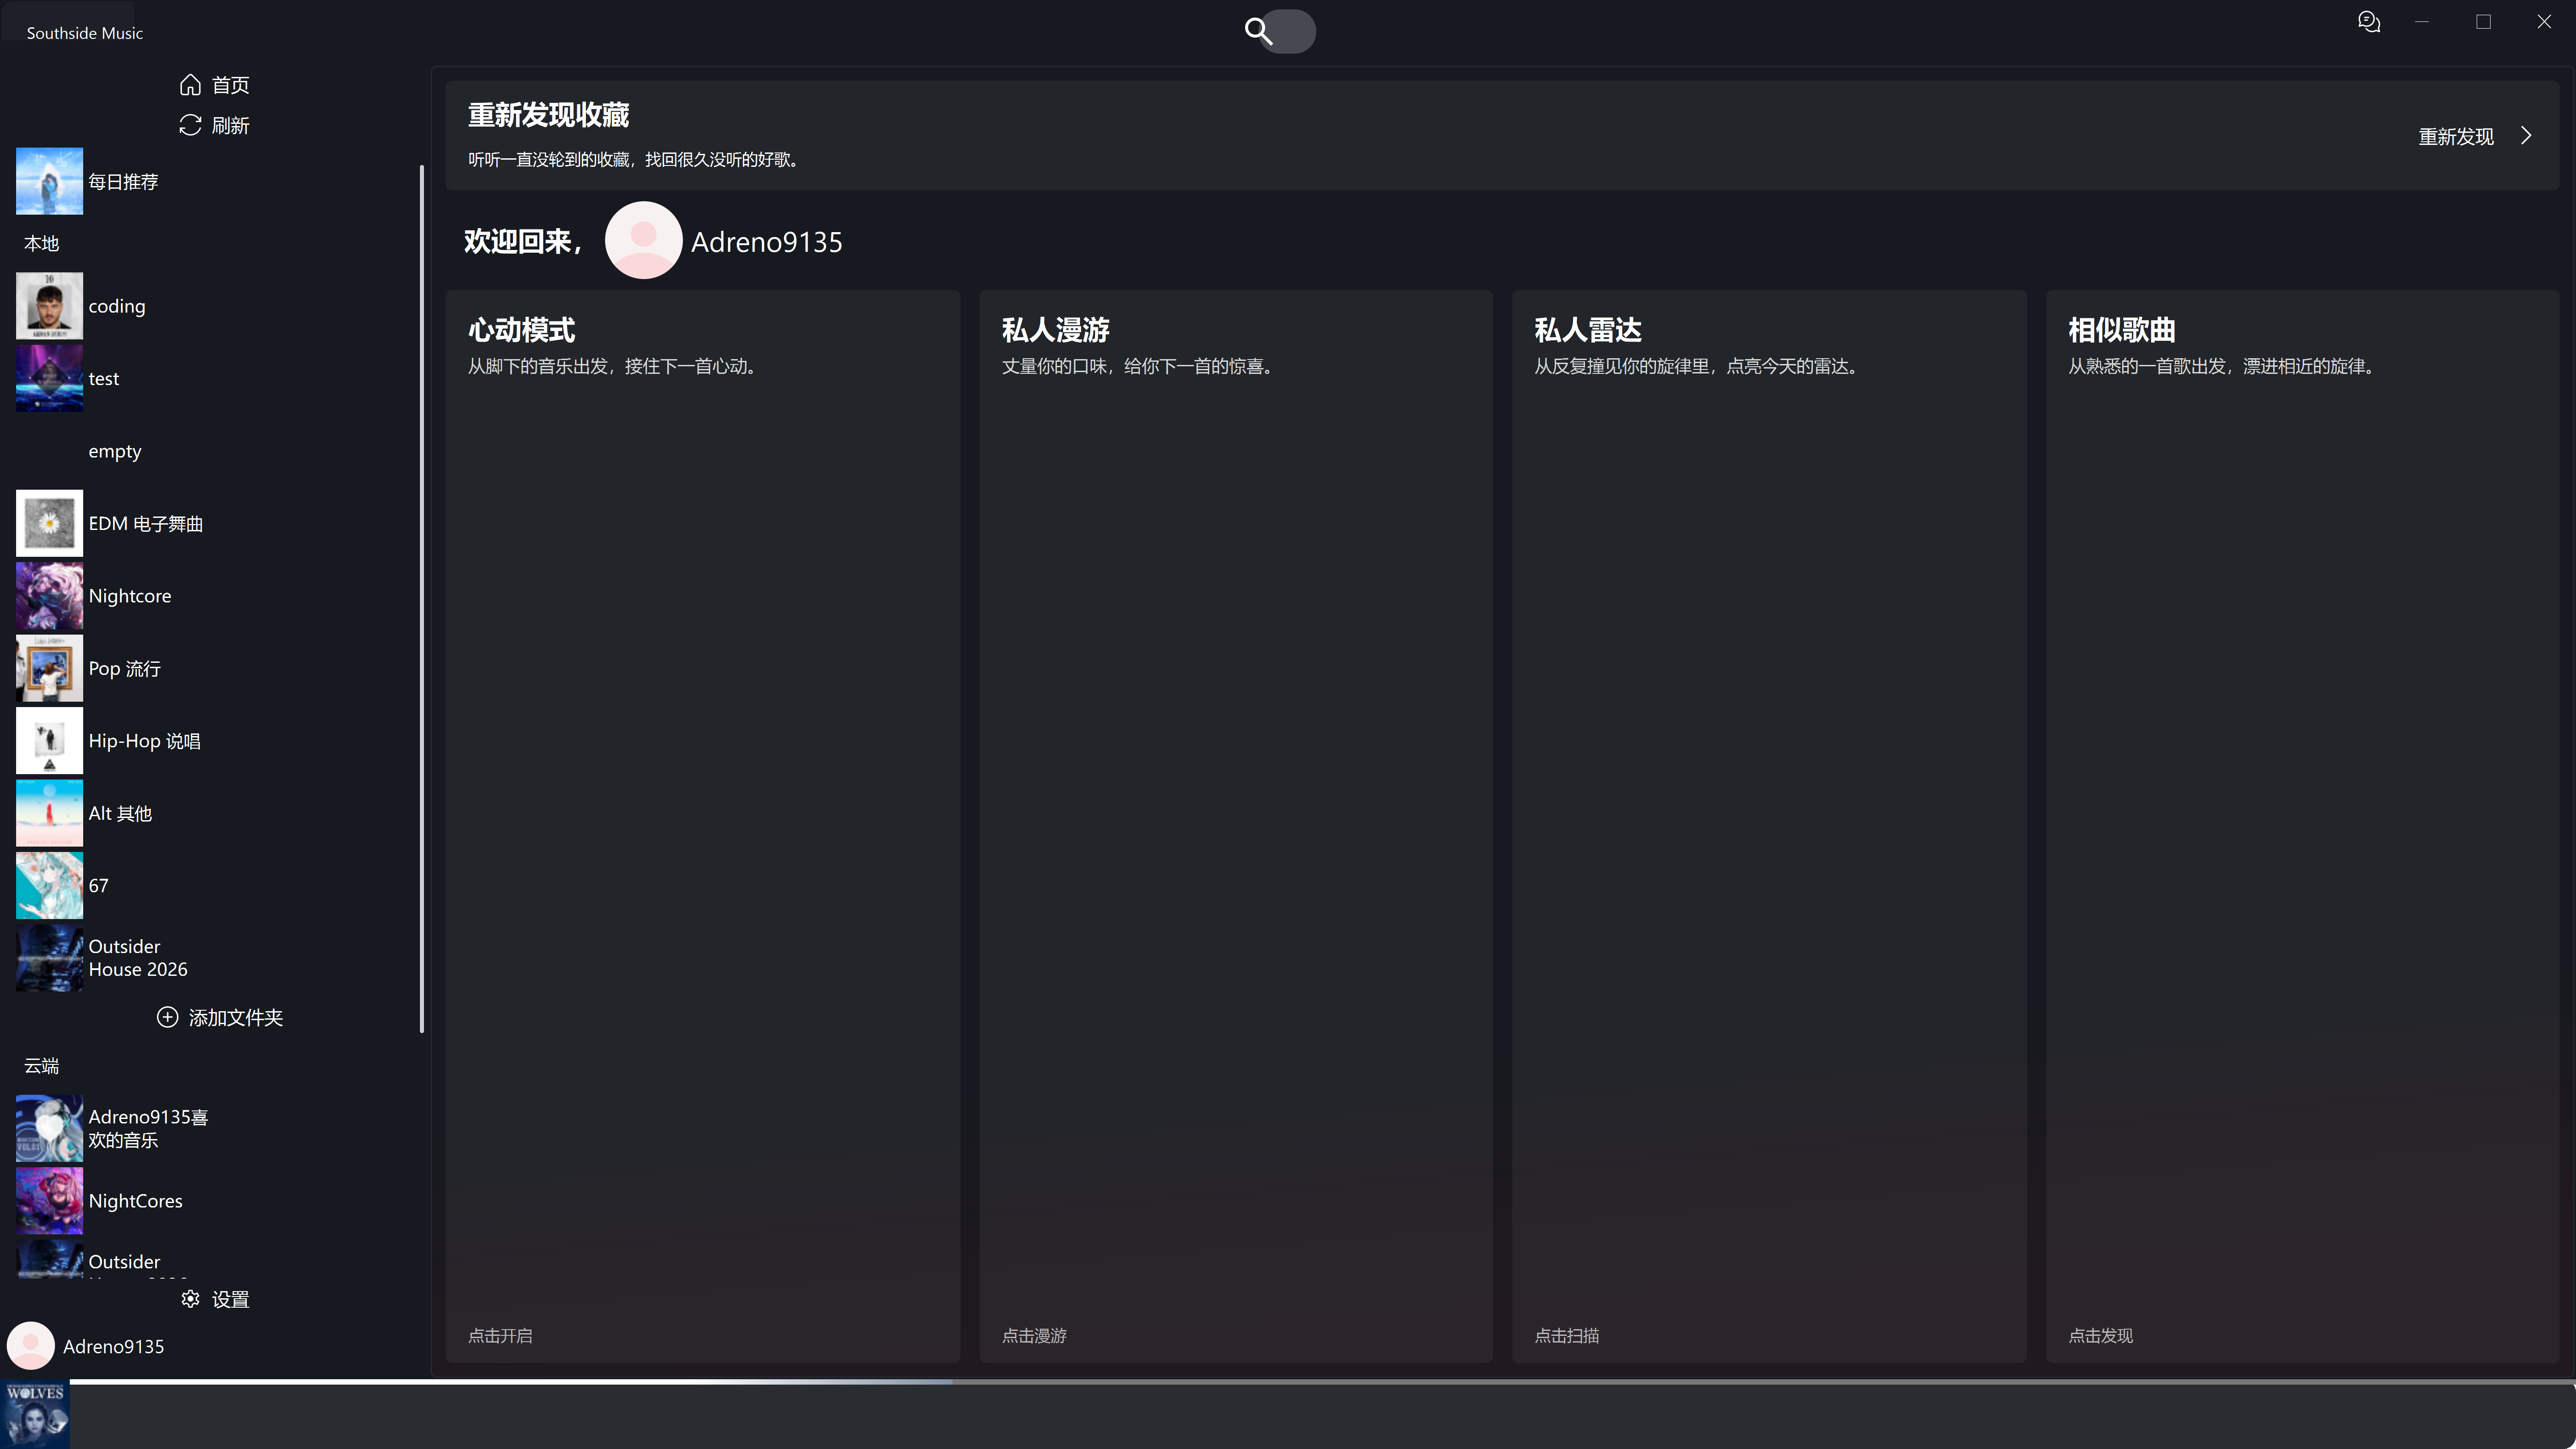 Southside Music
首页
刷新
每日推荐
本地
coding
test
empty
EDM 电子舞曲
Nightcore
Pop 流行
Hip-Hop 说唱
Alt 其他
67
Outsider
House 2026
添加文件夹
云端
Adreno9135喜
欢的音乐
NightCores
Outsider
设置
Adreno9135
重新发现收藏
听听一直没轮到的收藏，找回很久没听的好歌。
重新发现
欢迎回来，
Adreno9135
心动模式
从脚下的音乐出发，接住下一首心动。
点击开启
私人漫游
丈量你的口味，给你下一首的惊喜。
点击漫游
私人雷达
从反复撞见你的旋律里，点亮今天的雷达。
点击扫描
相似歌曲
从熟悉的一首歌出发，漂进相近的旋律。
点击发现
WOLVES